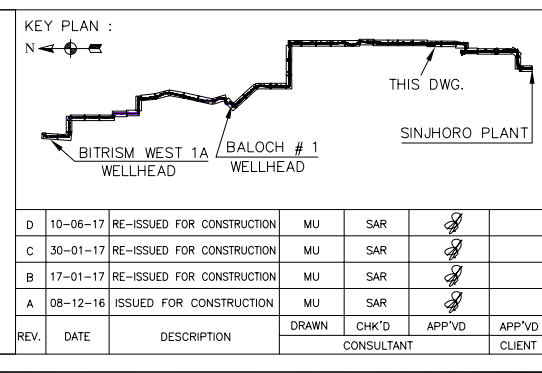 KEY PLAN :
N
THIS DWG.
SINJHORO PLANT
BITRISM WEST 1A
WELLHEAD
BALOCH # 1
WELLHEAD
D 10-06-17 RE-ISSUED FOR CONSTRUCTION MU SAR
C 30-01-17 RE-ISSUED FOR CONSTRUCTION MU SAR
B 17-01-17 RE-ISSUED FOR CONSTRUCTION MU SAR
A 08-12-16 ISSUED FOR CONSTRUCTION MU SAR
REV. DATE DESCRIPTION DRAWN CHK'D APP'VD APP'VD
CONSULTANT CLIENT